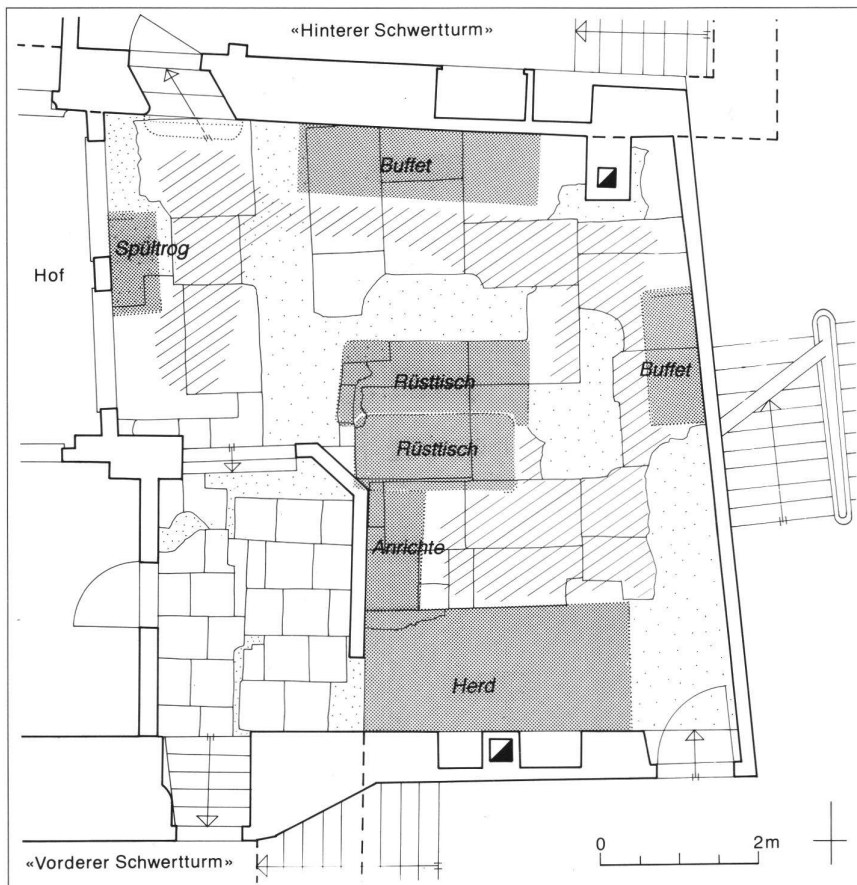 «Hinterer Schwertturm»
Buffet
Spültrog
Hof
Rüsttisch
Buffet
Rüsttisch
Anrichte
Herd
0 2m
«Vorderer Schwertturm»